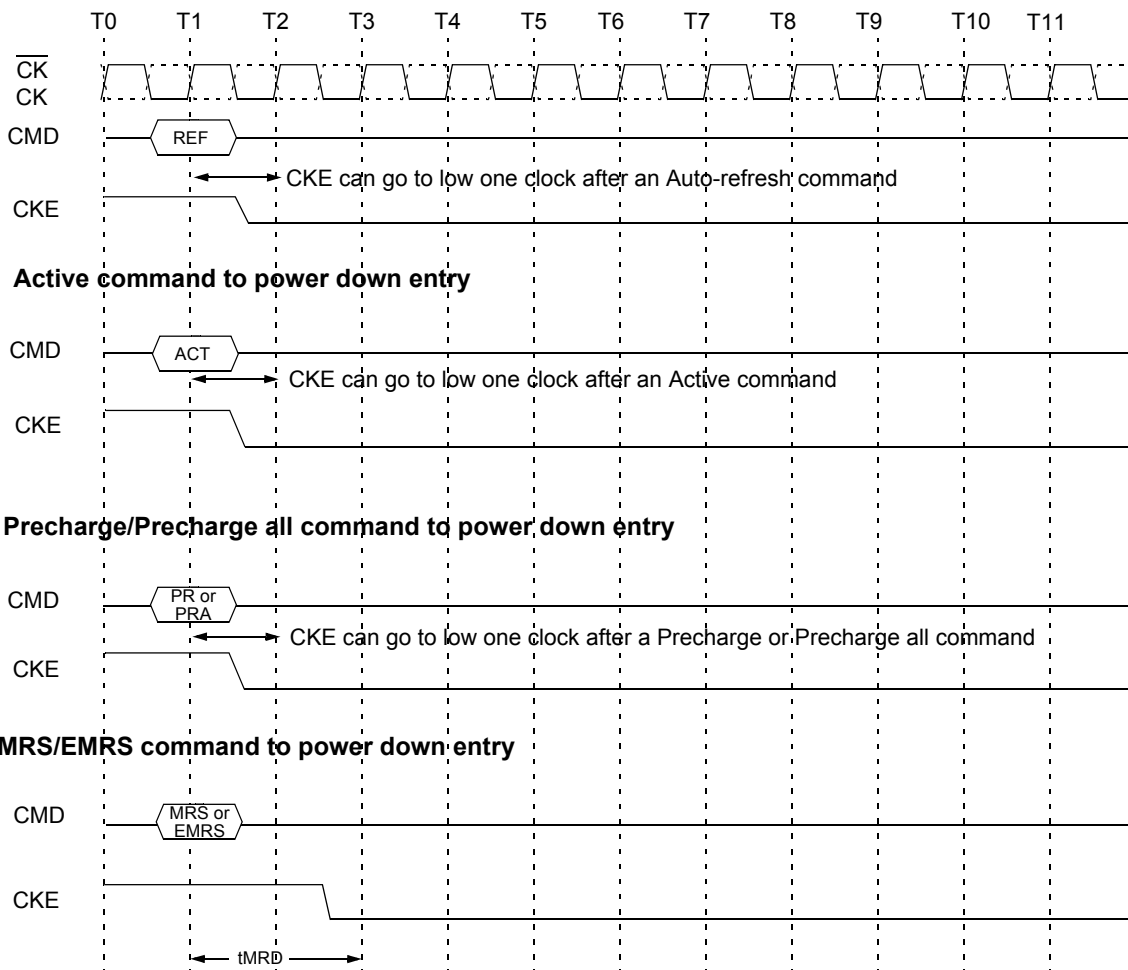 T0 T1 T2 T3 T4 T5 T6 T7 T8 T9 T10 T11
CK
CK
CMD
REF
CKE can go to low one clock after an Auto-refresh command
CKE
Active command to power down entry
CMD
ACT
CKE can go to low one clock after an Active command
CKE
Precharge/Precharge all command to power down entry
CMD
PR or
PRA
CKE can go to low one clock after a Precharge or Precharge all command
CKE
MRS/EMRS command to power down entry
CMD
MRS or
EMRS
CKE
tMRD